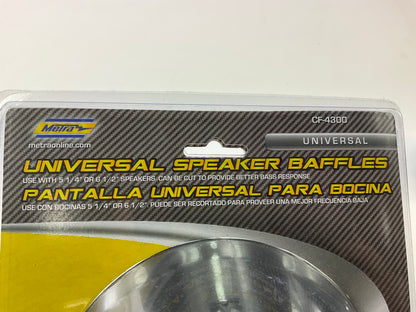 Metra
metraonline.com
CF-4300
UNIVERSAL
UNIVERSAL SPEAKER BAFFLES
USE WITH 5 1/4" OR 6 1/2" SPEAKERS. CAN BE CUT TO PROVIDE BETTER BASS RESPONSE
PANTALLA UNIVERSAL PARA BOCINA
USE CON BOCINAS 5 1/4" OR 6 1/2". PUEDE SER RECORTADO PARA PROVEER UNA MEJOR FRECUENCIA BAJA